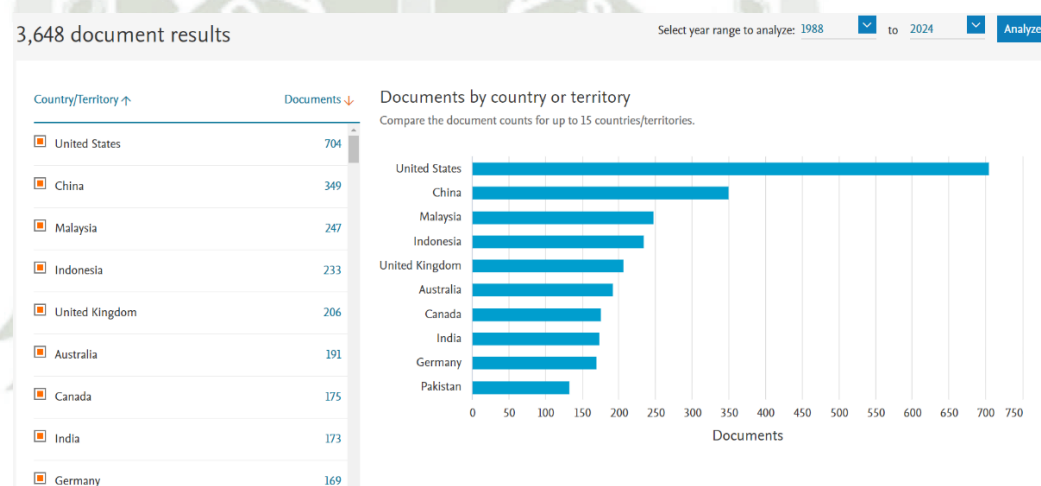 3,648 document results
Select year range to analyze: 1988 to 2024 Analyze
Country/Territory Documents
United States 704
China 349
Malaysia 247
Indonesia 233
United Kingdom 206
Australia 191
Canada 175
India 173
Germany 169
Documents by country or territory
Compare the document counts for up to 15 countries/territories.
United States
China
Malaysia
Indonesia
United Kingdom
Australia
Canada
India
Germany
Pakistan
0 50 100 150 200 250 300 350 400 450 500 550 600 650 700 750
Documents